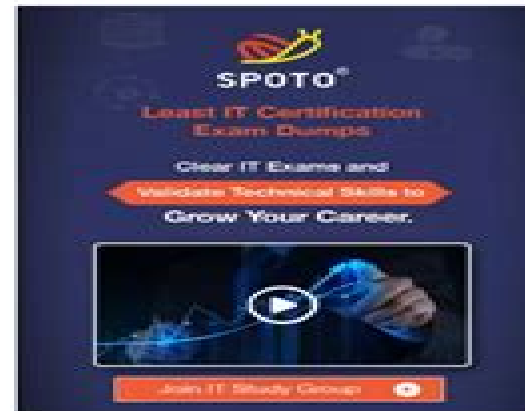 SPOTO®
Least IT Certification
Exam Dumps
Clear IT Exams and
Validate Technical Skills to
Grow Your Career.
Join IT Study Group